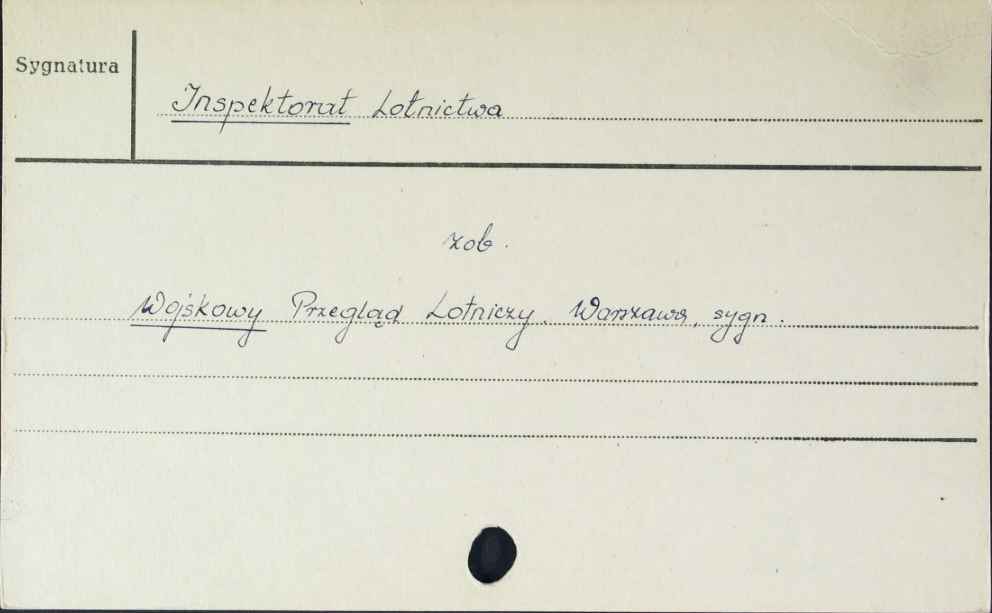 Sygnatura
Inspektorat Lotnictwa
zob.
Wojskowy Przegląd Lotniczy. Warszawa, sygn.